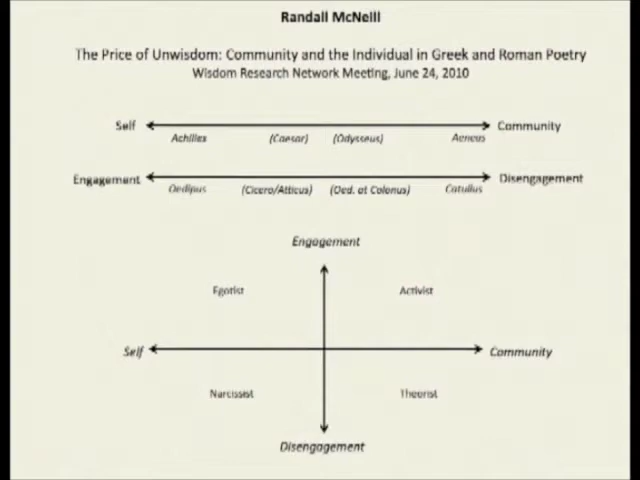 Randall McNeill
The Price of Unwisdom: Community and the Individual in Greek and Roman Poetry
Wisdom Research Network Meeting, June 24, 2010
Self Community
Achilles (Caesar) (Odysseus) Aeneas
Engagement Disengagement
Oedipus (Cicero/Atticus) (Oed. at Colonus) Catullus
Engagement
Egotist Activist
Self Community
Narcissist Theorist
Disengagement